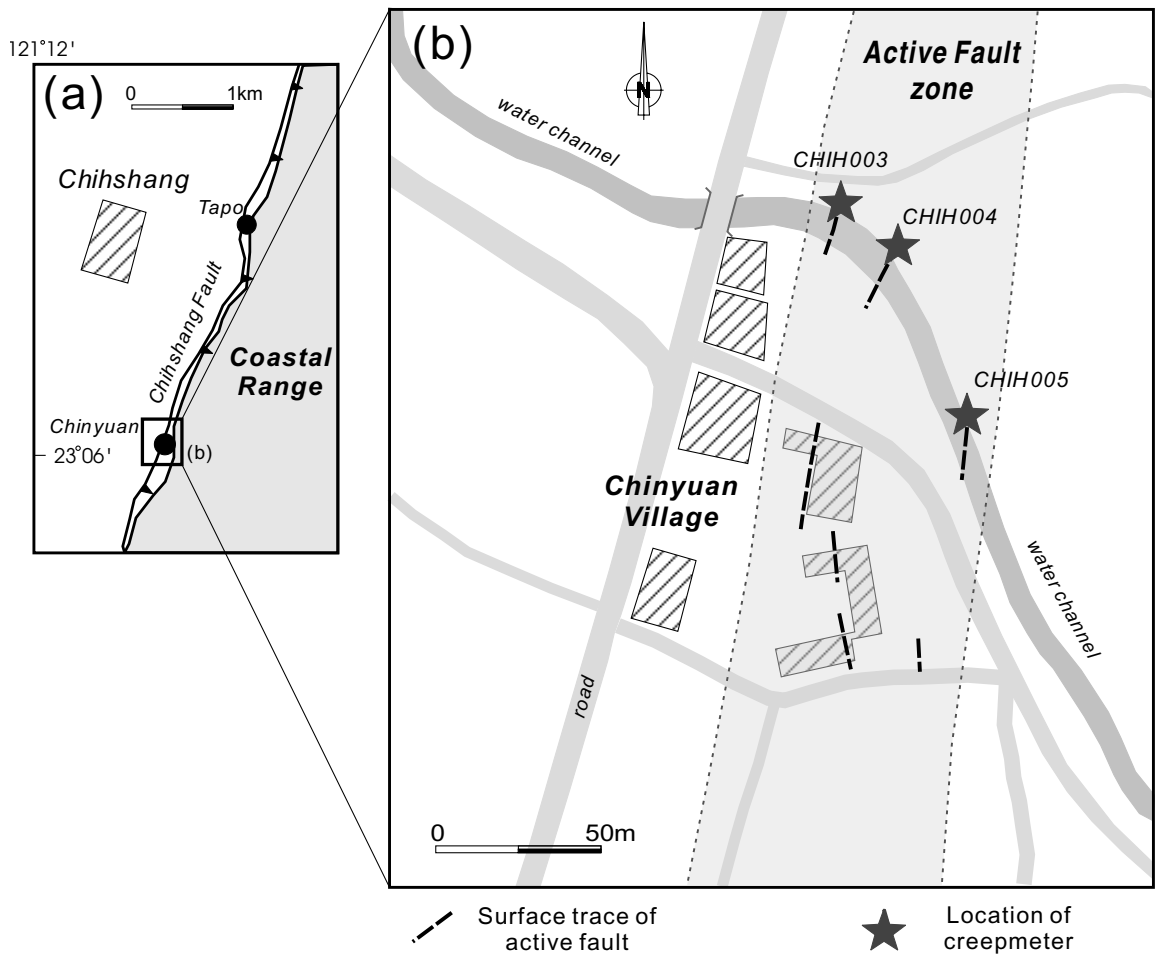 121°12'
(a)
0 1km
Chihshang
Tapo
Chihshang Fault
Coastal
Range
Chinyuan
23°06'
(b)
(b)
N
Active Fault
zone
water channel
CHIH003
CHIH004
CHIH005
Chinyuan
Village
water channel
road
0 50m
Surface trace of
active fault
Location of
creepmeter